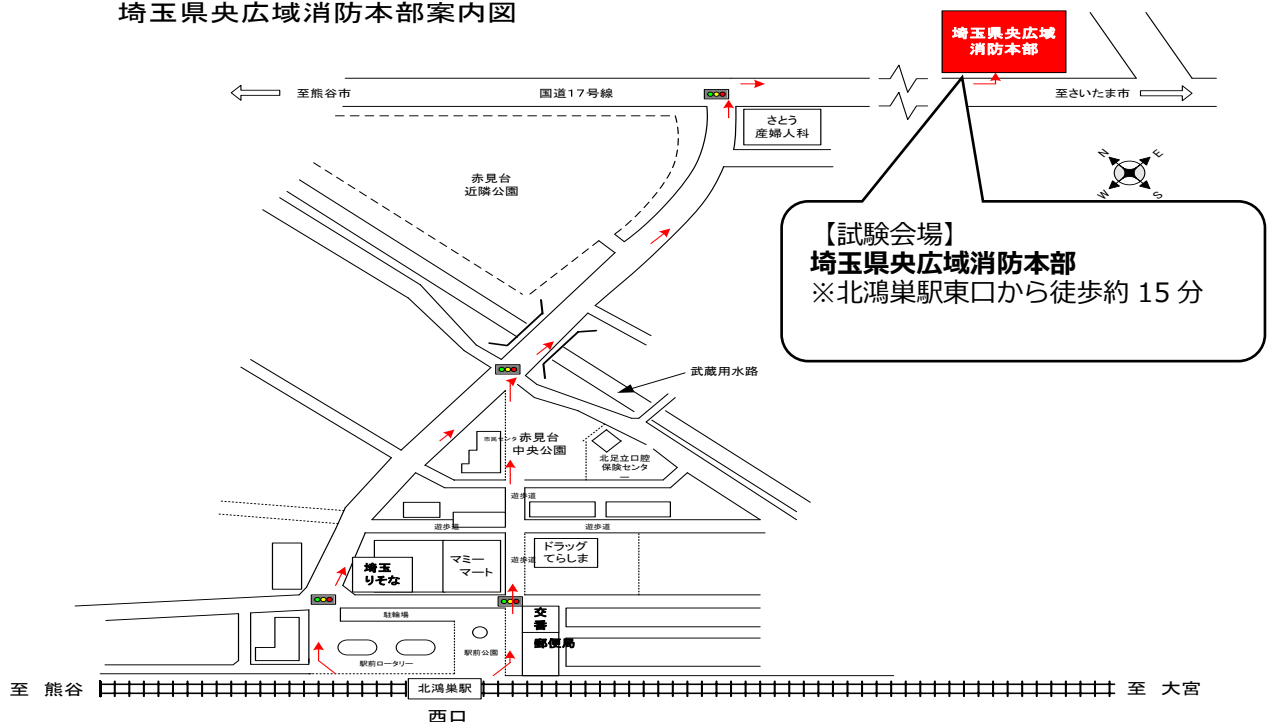 埼玉県央広域消防本部案内図
埼玉県央広域
消防本部
至熊谷市
国道17号線
至さいたま市
さとう
産婦人科
N
E
W
S
赤見台
近隣公園
【試験会場】
埼玉県央広域消防本部
※北鴻巣駅東口から徒歩約 15 分
武蔵用水路
市民センタ
赤見台
中央公園
北足立口腔
保険センタ
ー
遊歩道
遊歩道
遊歩道
埼玉
りそな
マミー
マート
遊歩道
ドラッグ
てらしま
駐輪場
交
番
郵便局
駅前公園
駅前ロータリー
至 熊谷
北鴻巣駅
至 大宮
西口